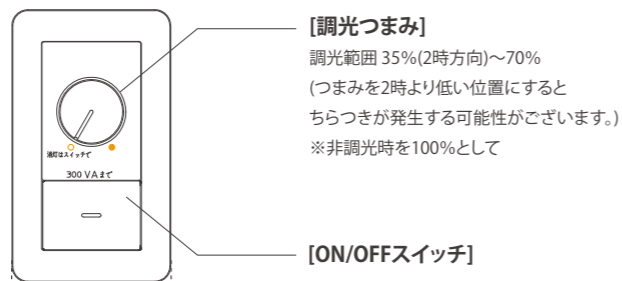 [調光つまみ]
調光範囲 35%(2時方向)〜70%
(つまみを2時より低い位置にすると
ちらつきが発生する可能性がございます。)
※非調光時を100%として
消灯はスイッチで
300 VAまで
[ON/OFFスイッチ]